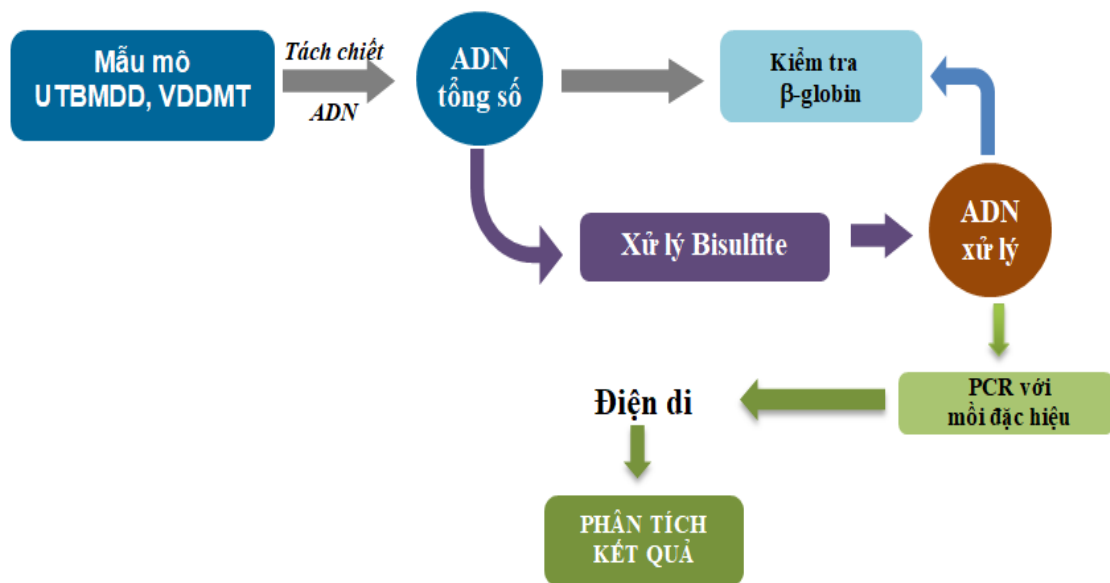 Mẫu mô
UTBMDD, VDDMT
Tách chiết
ADN
ADN
tổng số
Kiểm tra
β-globin
Xử lý Bisulfite
ADN
xử lý
PCR với
mồi đặc hiệu
Điện di
PHÂN TÍCH
KẾT QUẢ